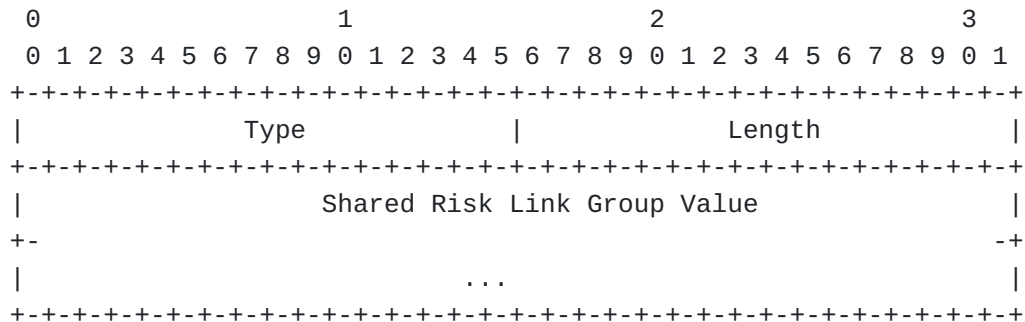 0                   1                   2                   3
 0 1 2 3 4 5 6 7 8 9 0 1 2 3 4 5 6 7 8 9 0 1 2 3 4 5 6 7 8 9 0 1
+-+-+-+-+-+-+-+-+-+-+-+-+-+-+-+-+-+-+-+-+-+-+-+-+-+-+-+-+-+-+-+-+
|              Type             |             Length            |
+-+-+-+-+-+-+-+-+-+-+-+-+-+-+-+-+-+-+-+-+-+-+-+-+-+-+-+-+-+-+-+-+
|                   Shared Risk Link Group Value                |
+-                                                             -+
|                            ...                                |
+-+-+-+-+-+-+-+-+-+-+-+-+-+-+-+-+-+-+-+-+-+-+-+-+-+-+-+-+-+-+-+-+